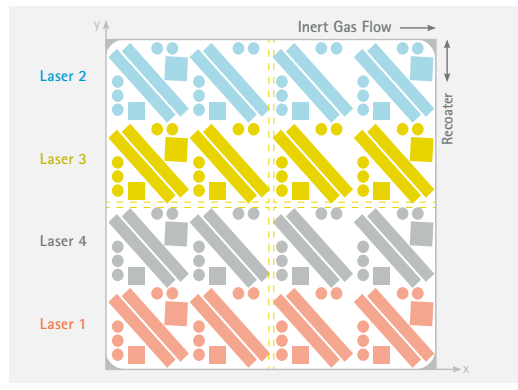 y
Inert Gas Flow
Laser 2
Recoater
Laser 3
Laser 4
Laser 1
x